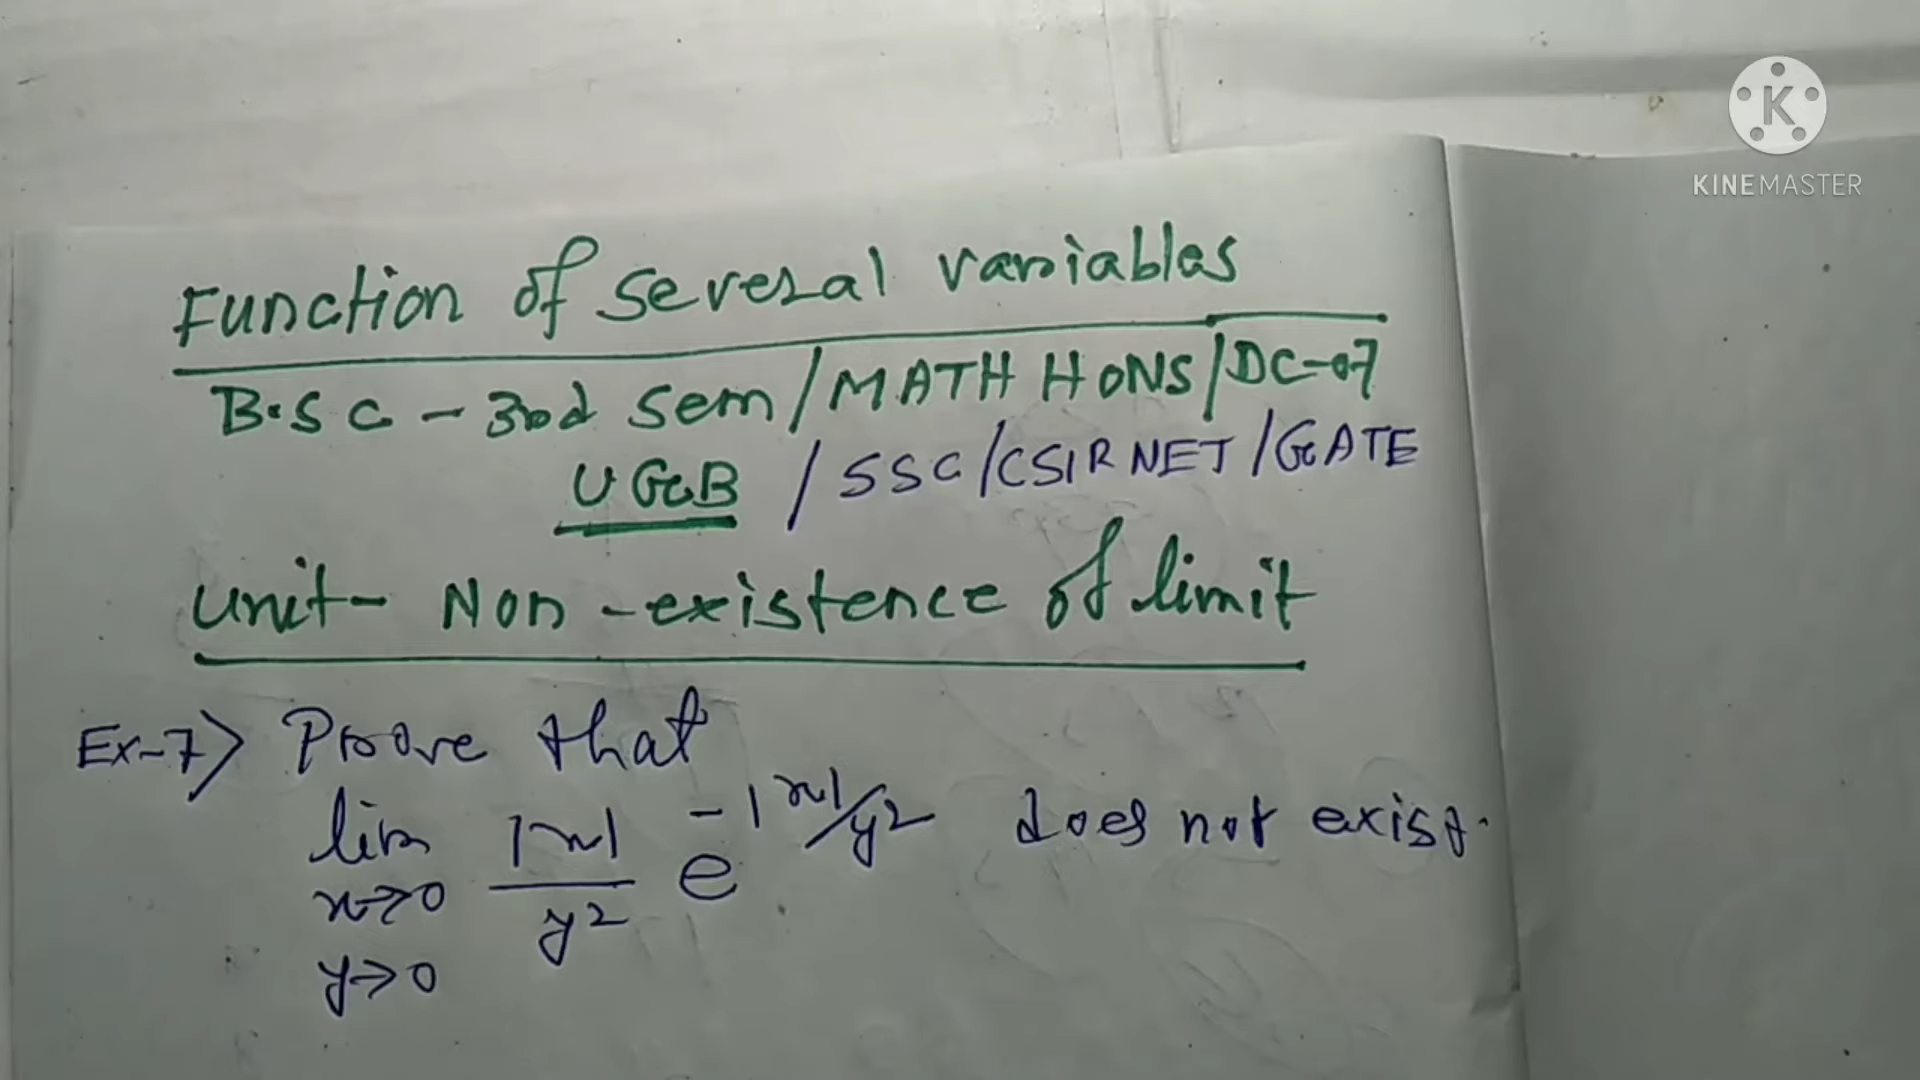 KINEMASTER
Function of several variables
B.SC - 3rd Sem/MATH HONS/DC-07
UGB / SSC/CSIR NET/GATE
Unit- Non-existence of limit
Ex-7> Prove that
lim |x|/y² e^(-|x|/y²) does not exist.
x→0
y→0